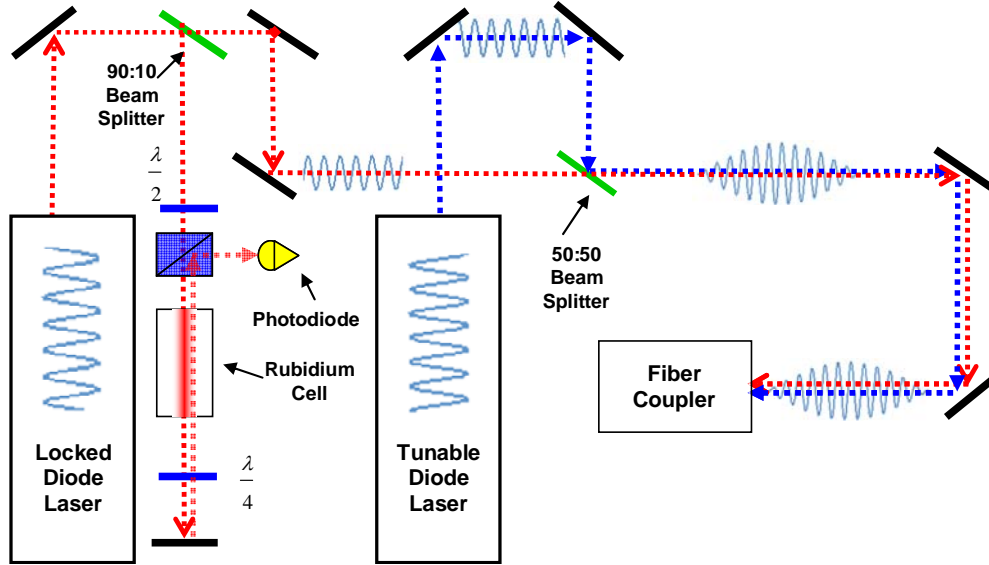 90:10
Beam
Splitter
λ
2
50:50
Beam
Splitter
Photodiode
Rubidium
Cell
Fiber
Coupler
Locked
Diode
Laser
λ
4
Tunable
Diode
Laser